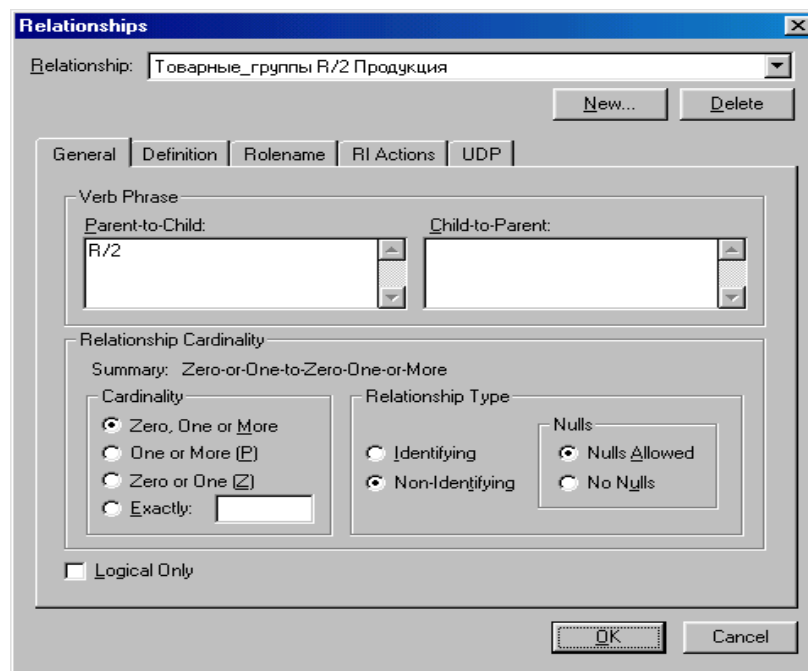 Relationships
Relationship: Товарные_группы R/2 Продукция
New... Delete
General Definition Rolename RI Actions UDP
Verb Phrase
Parent-to-Child: Child-to-Parent:
R/2
Relationship Cardinality
Summary: Zero-or-One-to-Zero-One-or-More
Cardinality Relationship Type
Zero, One or More
One or More (P)
Zero or One (Z)
Exactly:
Identifying
Non-Identifying
Nulls
Nulls Allowed
No Nulls
Logical Only
OK Cancel